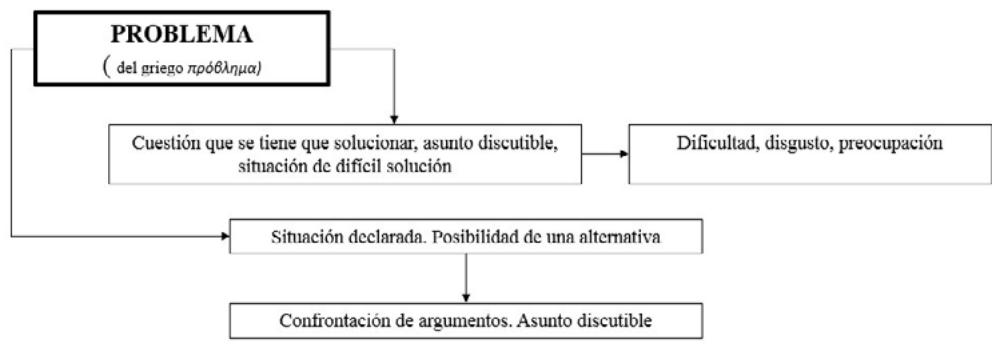 PROBLEMA
( del griego πρόβλημα)
Cuestión que se tiene que solucionar, asunto discutible,
situación de difícil solución
Dificultad, disgusto, preocupación
Situación declarada. Posibilidad de una alternativa
Confrontación de argumentos. Asunto discutible